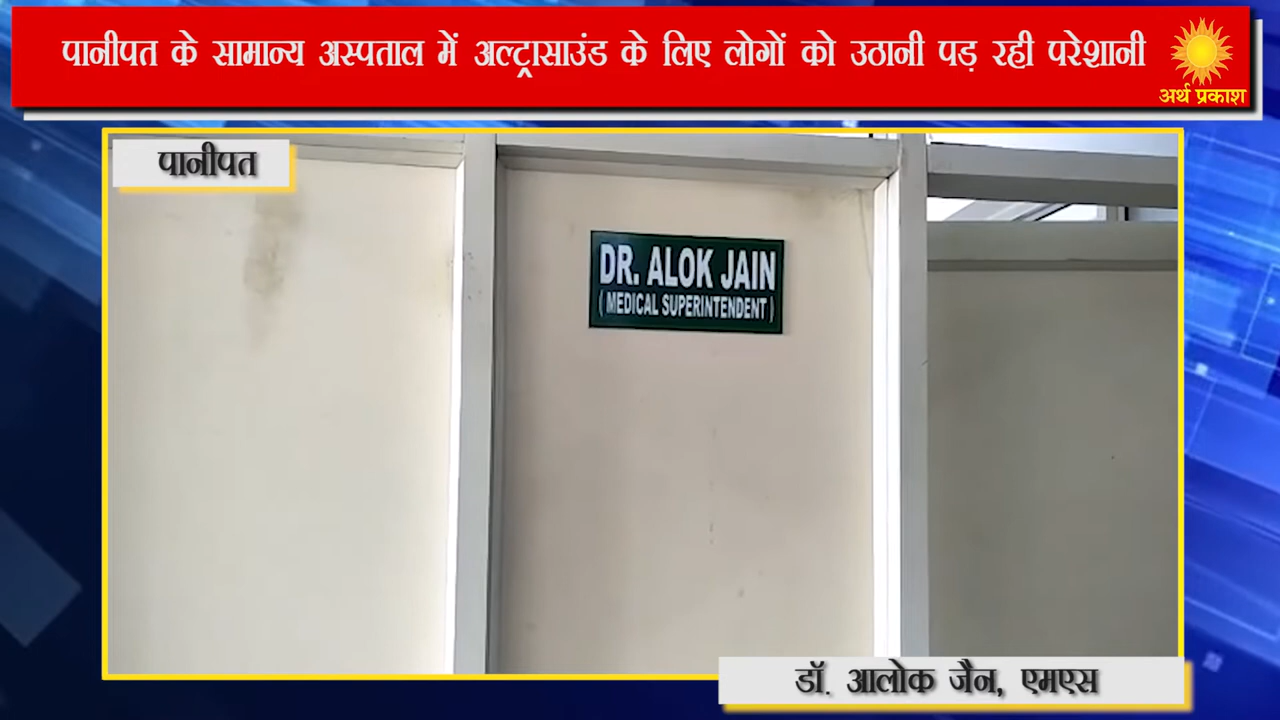 पानीपत के सामान्य अस्पताल में अल्ट्रासाउंड के लिए लोगों को उठानी पड़ रही परेशानी
अर्थ प्रकाश
पानीपत
DR. ALOK JAIN
( MEDICAL SUPERINTENDENT )
डॉ. आलोक जैन, एमएस